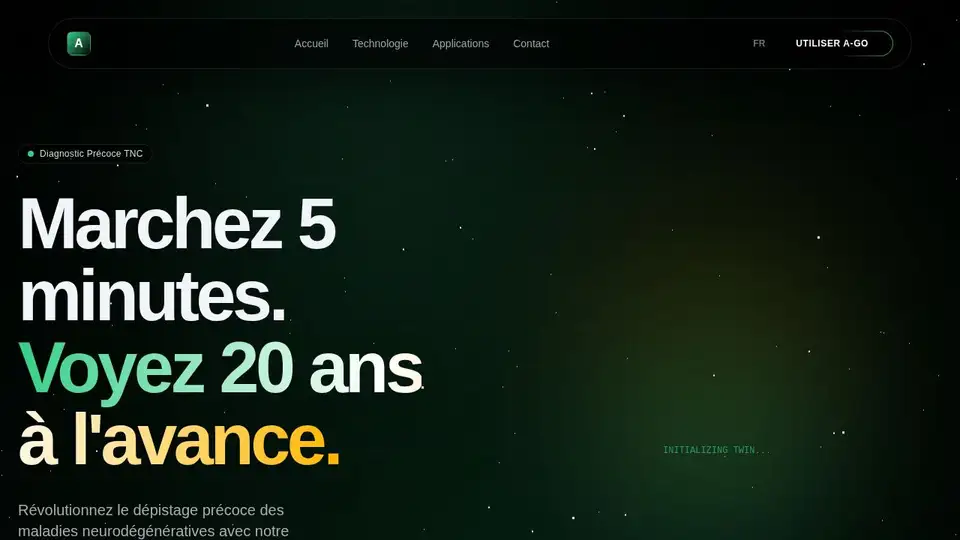 A
Accueil
Technologie
Applications
Contact
FR
UTILISER A-GO
Diagnostic Précoce TNC
Marchez 5
minutes.
Voyez 20 ans
à l'avance.
INITIALIZING TWIN...
Révolutionnez le dépistage précoce des
maladies neurodégénératives avec notre